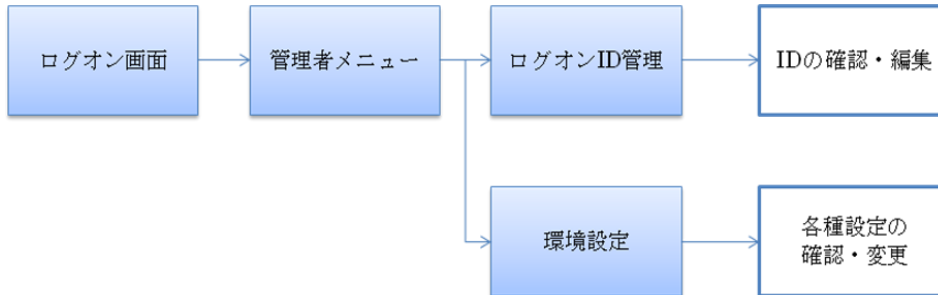 ログオン画面
管理者メニュー
ログオンID管理
IDの確認・編集
環境設定
各種設定の
確認・変更